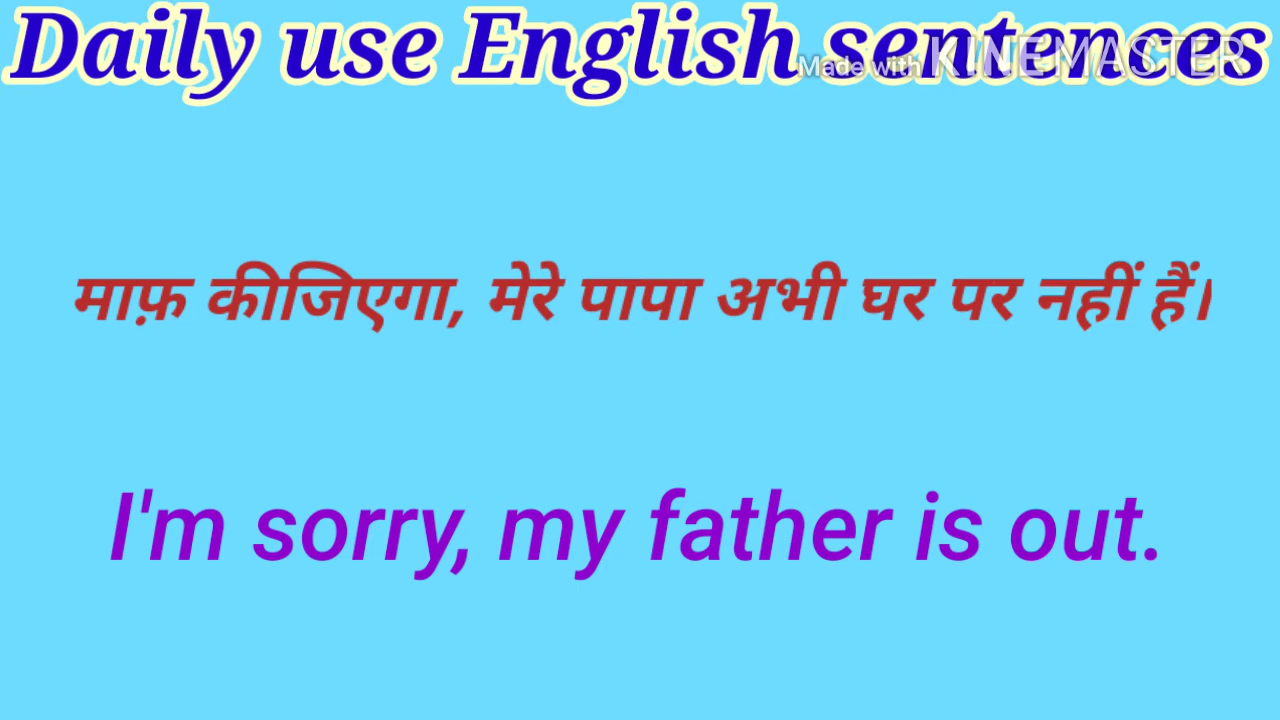 Daily use English sentences
Made with KINEMASTER
माफ़ कीजिएगा, मेरे पापा अभी घर पर नहीं हैं।
I'm sorry, my father is out.